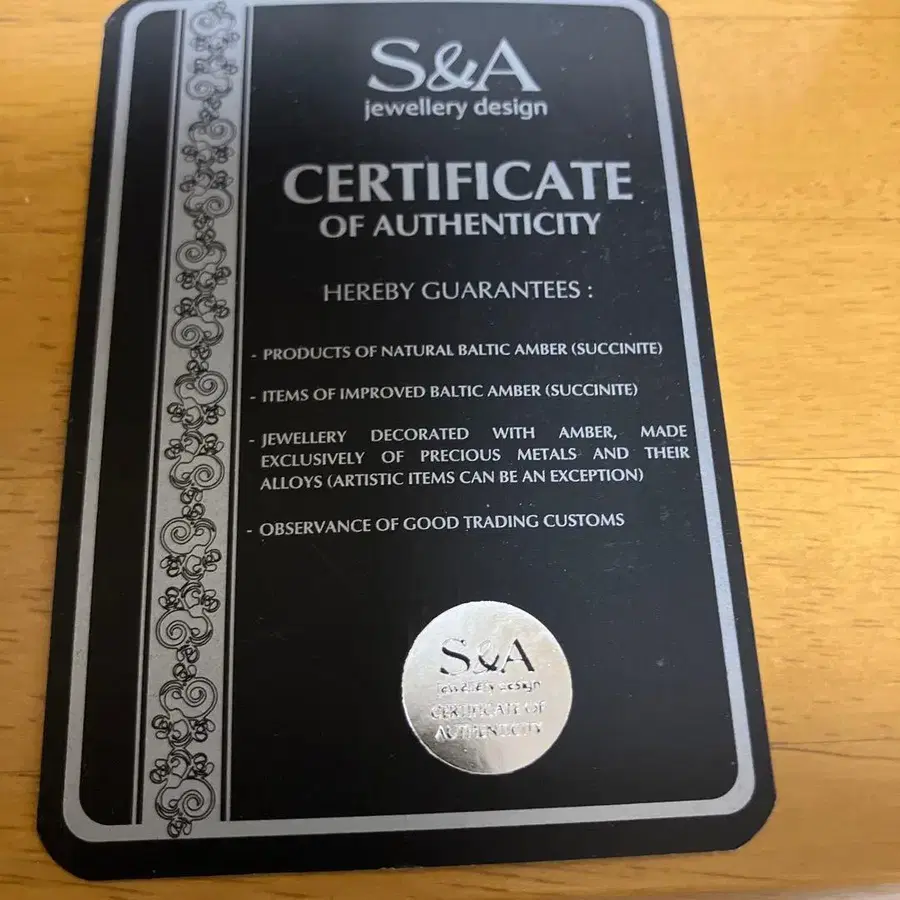 S&A
jewellery design
CERTIFICATE
OF AUTHENTICITY
HEREBY GUARANTEES :
- PRODUCTS OF NATURAL BALTIC AMBER (SUCCINITE)
- ITEMS OF IMPROVED BALTIC AMBER (SUCCINITE)
- JEWELLERY DECORATED WITH AMBER, MADE
EXCLUSIVELY OF PRECIOUS METALS AND THEIR
ALLOYS (ARTISTIC ITEMS CAN BE AN EXCEPTION)
- OBSERVANCE OF GOOD TRADING CUSTOMS
S&A
jewellery design
CERTIFICATE OF
AUTHENTICITY